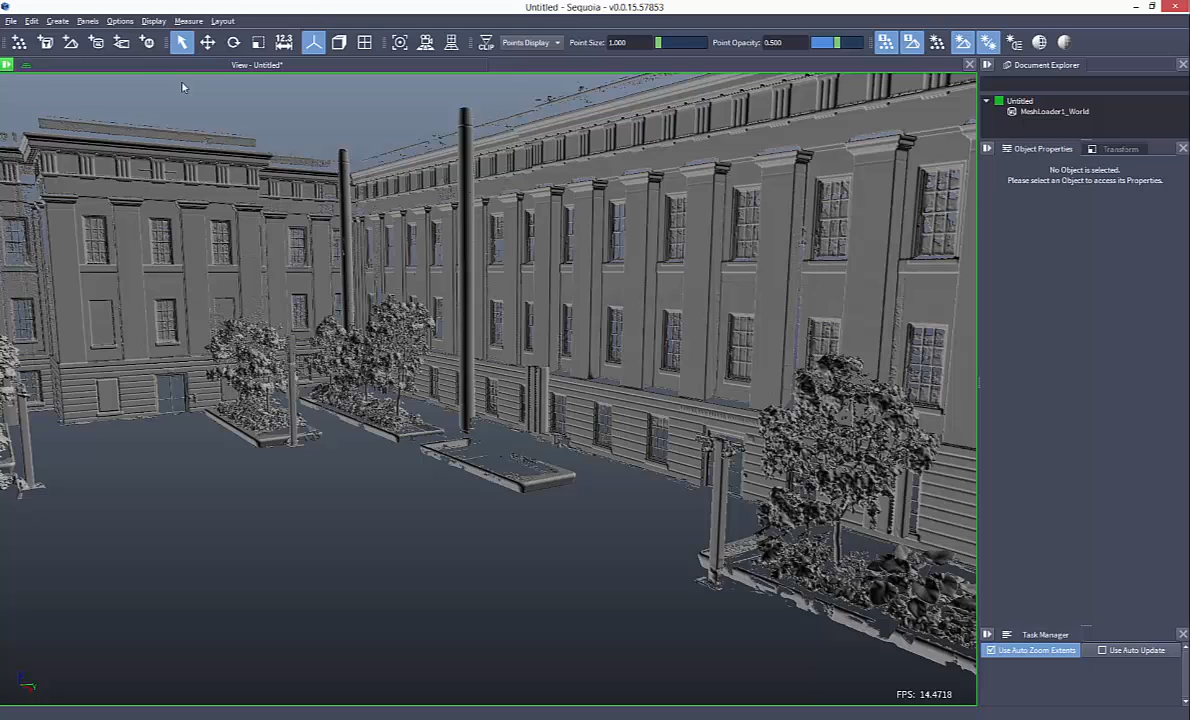 Untitled - Sequoia - v0.0.15.57853
File Edit Create Panels Options Display Measure Layout
12.3 Points Display Point Size: 1.000 Point Opacity: 0.500
View - Untitled*
Document Explorer
Untitled
MeshLoader1_World
Object Properties Transform
No Object is selected.
Please select an Object to access its Properties.
Task Manager
Use Auto Zoom Extents Use Auto Update
FPS: 14.4718